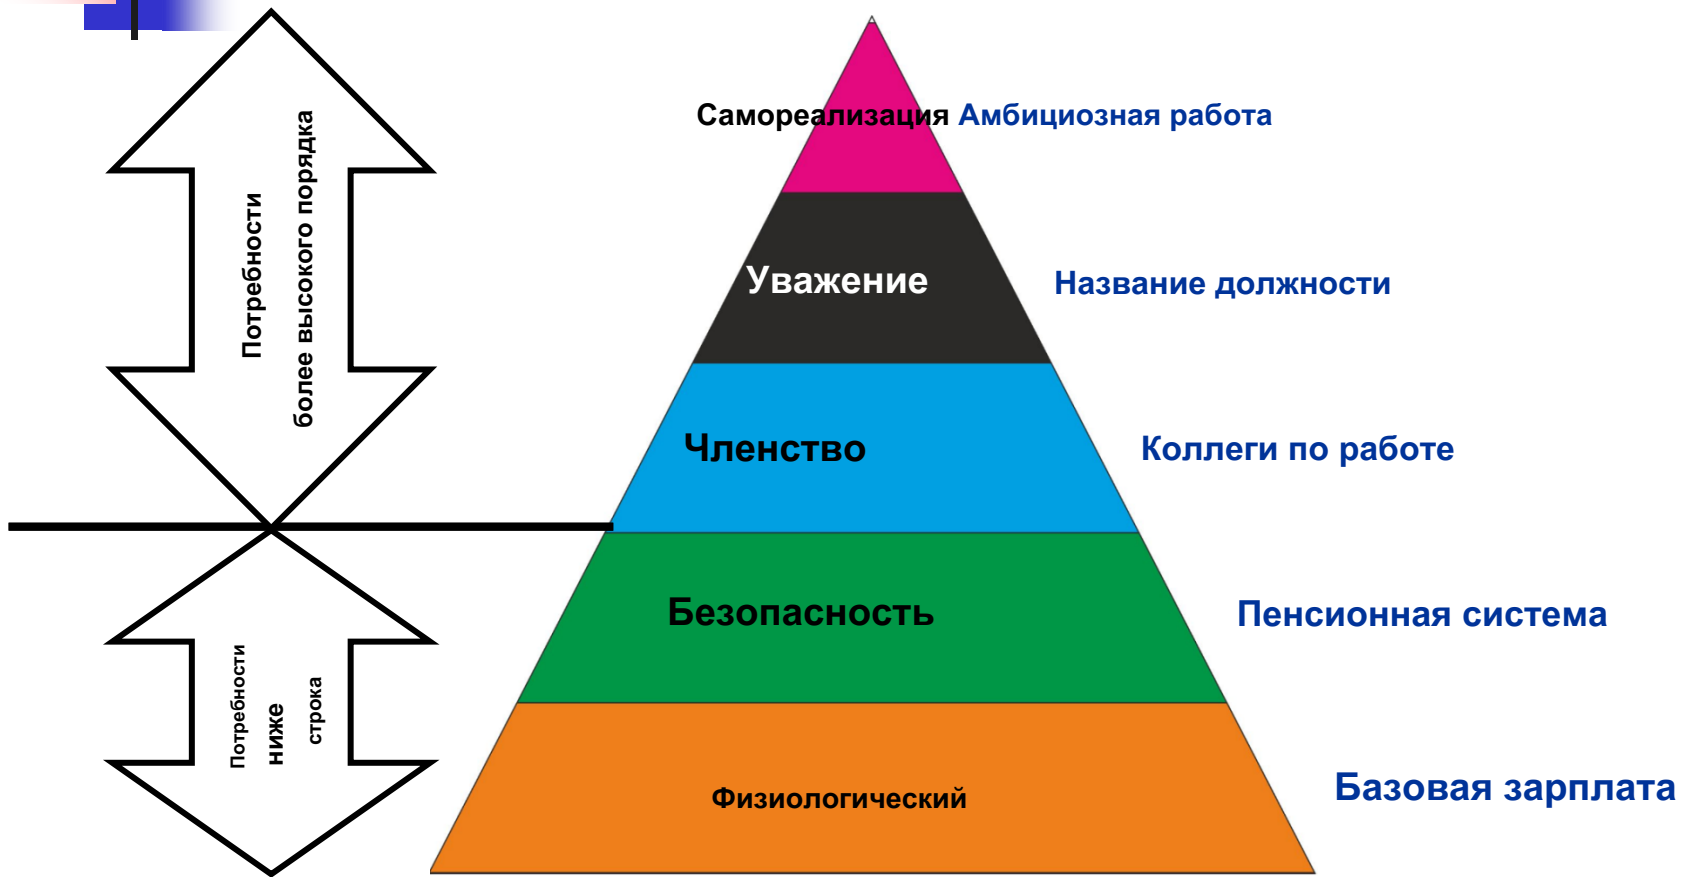 Самореализация Амбициозная работа
Потребности
более высокого порядка
Уважение
Название должности
Членство
Коллеги по работе
Безопасность
Пенсионная система
Потребности
ниже
строка
Физиологический
Базовая зарплата